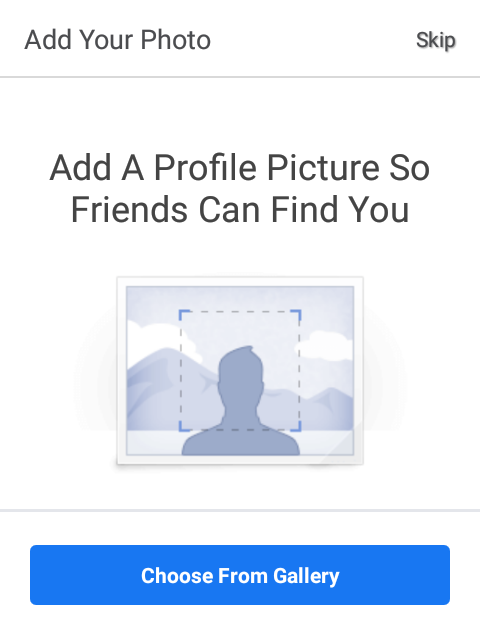 Add Your Photo
Skip
Add A Profile Picture So
Friends Can Find You
Choose From Gallery